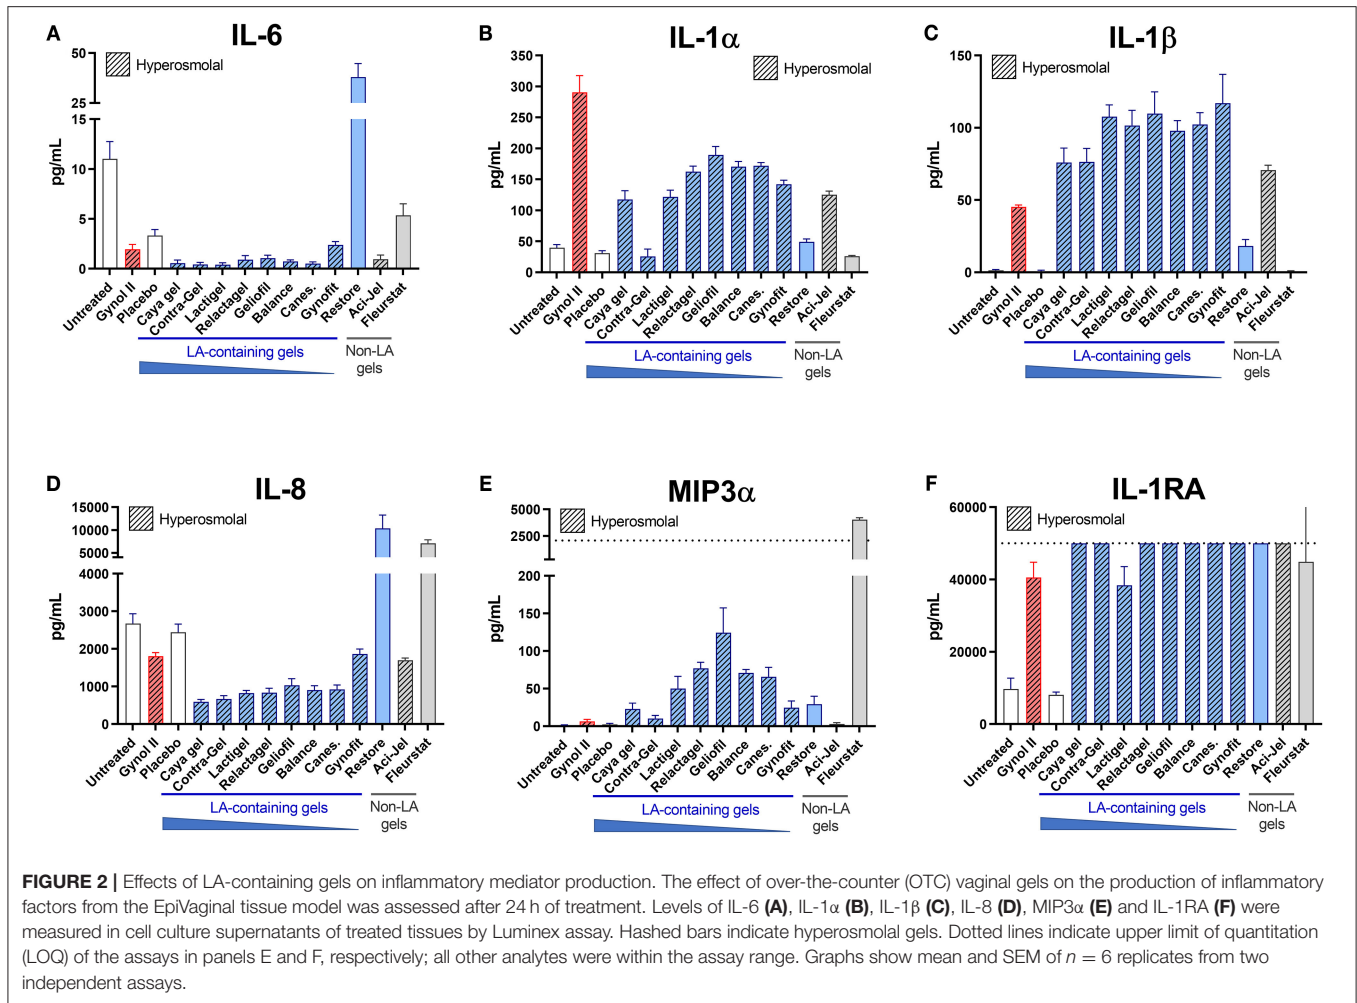 A
IL-6
Hyperosmolal
pg/mL
50
25
15
10
5
0
Untreated
Gynol II
Placebo
Caya gel
Contra-Gel
Lactigel
Relactagel
Geliofil
Balance
Canes.
Gynofit
Restore
Aci-Jel
Fleurstat
LA-containing gels
Non-LA
gels
B
IL-1α
Hyperosmolal
pg/mL
350
300
250
200
150
100
50
0
Untreated
Gynol II
Placebo
Caya gel
Contra-Gel
Lactigel
Relactagel
Geliofil
Balance
Canes.
Gynofit
Restore
Aci-Jel
Fleurstat
LA-containing gels
Non-LA
gels
C
IL-1β
Hyperosmolal
pg/mL
150
100
50
0
Untreated
Gynol II
Placebo
Caya gel
Contra-Gel
Lactigel
Relactagel
Geliofil
Balance
Canes.
Gynofit
Restore
Aci-Jel
Fleurstat
LA-containing gels
Non-LA
gels
D
IL-8
Hyperosmolal
pg/mL
15000
10000
5000
4000
3000
2000
1000
0
Untreated
Gynol II
Placebo
Caya gel
Contra-Gel
Lactigel
Relactagel
Geliofil
Balance
Canes.
Gynofit
Restore
Aci-Jel
Fleurstat
LA-containing gels
Non-LA
gels
E
MIP3α
Hyperosmolal
pg/mL
5000
2500
200
150
100
50
0
Untreated
Gynol II
Placebo
Caya gel
Contra-Gel
Lactigel
Relactagel
Geliofil
Balance
Canes.
Gynofit
Restore
Aci-Jel
Fleurstat
LA-containing gels
Non-LA
gels
F
IL-1RA
Hyperosmolal
pg/mL
60000
40000
20000
0
Untreated
Gynol II
Placebo
Caya gel
Contra-Gel
Lactigel
Relactagel
Geliofil
Balance
Canes.
Gynofit
Restore
Aci-Jel
Fleurstat
LA-containing gels
Non-LA
gels
FIGURE 2 | Effects of LA-containing gels on inflammatory mediator production. The effect of over-the-counter (OTC) vaginal gels on the production of inflammatory
factors from the EpiVaginal tissue model was assessed after 24 h of treatment. Levels of IL-6 (A), IL-1α (B), IL-1β (C), IL-8 (D), MIP3α (E) and IL-1RA (F) were
measured in cell culture supernatants of treated tissues by Luminex assay. Hashed bars indicate hyperosmolal gels. Dotted lines indicate upper limit of quantitation
(LOQ) of the assays in panels E and F, respectively; all other analytes were within the assay range. Graphs show mean and SEM of n = 6 replicates from two
independent assays.